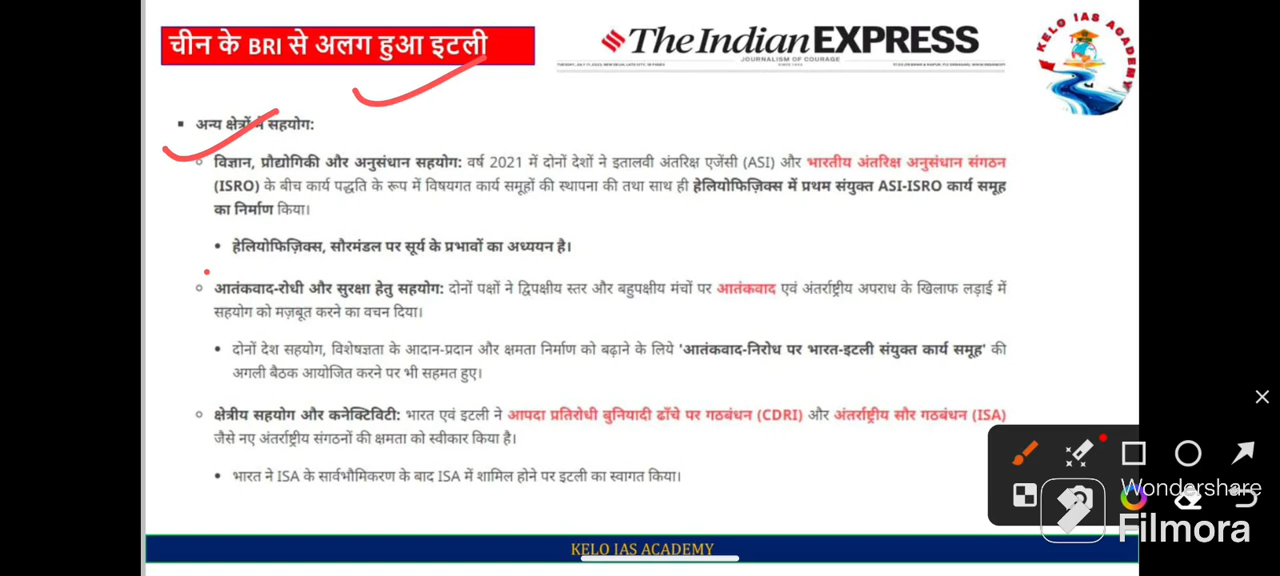 चीन के BRI से अलग हुआ इटली
The Indian EXPRESS
JOURNALISM OF COURAGE
KELO IAS ACADEMY
अन्य क्षेत्रों में सहयोग:
विज्ञान, प्रौद्योगिकी और अनुसंधान सहयोग: वर्ष 2021 में दोनों देशों ने इतालवी अंतरिक्ष एजेंसी (ASI) और भारतीय अंतरिक्ष अनुसंधान संगठन
(ISRO) के बीच कार्य पद्धति के रूप में विषयगत कार्य समूहों की स्थापना की तथा साथ ही हेलियोफिज़िक्स में प्रथम संयुक्त ASI-ISRO कार्य समूह
का निर्माण किया।
हेलियोफिज़िक्स, सौरमंडल पर सूर्य के प्रभावों का अध्ययन है।
आतंकवाद-रोधी और सुरक्षा हेतु सहयोग: दोनों पक्षों ने द्विपक्षीय स्तर और बहुपक्षीय मंचों पर आतंकवाद एवं अंतर्राष्ट्रीय अपराध के खिलाफ लड़ाई में
सहयोग को मज़बूत करने का वचन दिया।
दोनों देश सहयोग, विशेषज्ञता के आदान-प्रदान और क्षमता निर्माण को बढ़ाने के लिये 'आतंकवाद-निरोध पर भारत-इटली संयुक्त कार्य समूह' की
अगली बैठक आयोजित करने पर भी सहमत हुए।
क्षेत्रीय सहयोग और कनेक्टिविटी: भारत एवं इटली ने आपदा प्रतिरोधी बुनियादी ढाँचे पर गठबंधन (CDRI) और अंतर्राष्ट्रीय सौर गठबंधन (ISA)
जैसे नए अंतर्राष्ट्रीय संगठनों की क्षमता को स्वीकार किया है।
भारत ने ISA के सार्वभौमिकरण के बाद ISA में शामिल होने पर इटली का स्वागत किया।
Wondershare
Filmora
KELO IAS ACADEMY